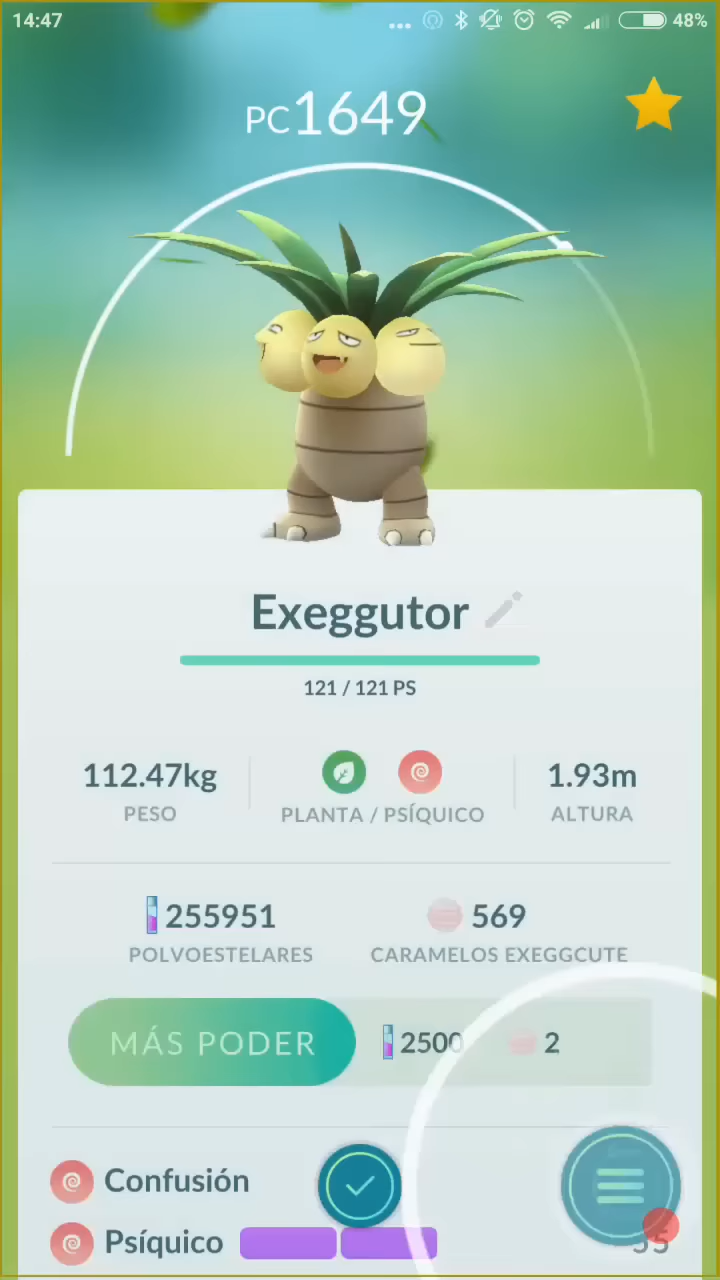 14:47 ... 48%
PC1649
Exeggutor
121 / 121 PS
112.47kg 1.93m
PESO PLANTA / PSÍQUICO ALTURA
255951 569
POLVOESTELARES CARAMELOS EXEGGCUTE
MÁS PODER 2500 2
Confusión
Psíquico 55